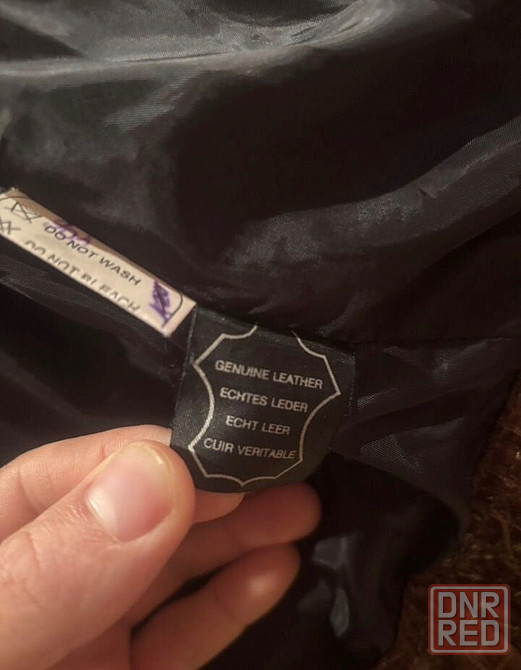 DO NOT WASH
DO NOT BLEACH
GENUINE LEATHER
ECHTES LEDER
ECHT LEER
CUIR VERITABLE
DNR
RED